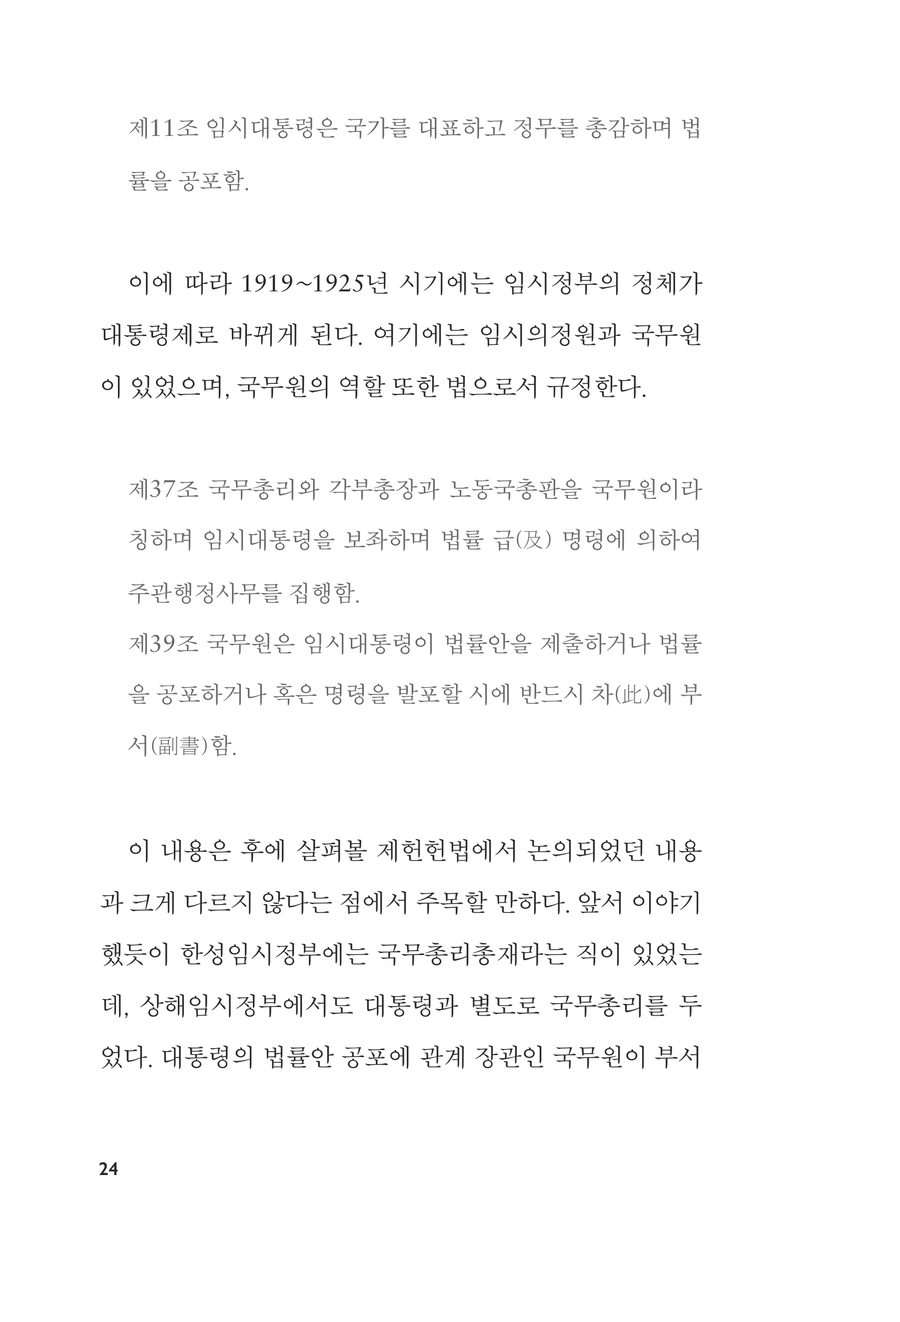 제11조 임시대통령은 국가를 대표하고 정무를 총감하며 법
률을 공포함.
이에 따라 1919~1925년 시기에는 임시정부의 정체가
대통령제로 바뀌게 된다. 여기에는 임시의정원과 국무원
이 있었으며, 국무원의 역할 또한 법으로서 규정한다.
제37조 국무총리와 각부총장과 노동국총판을 국무원이라
칭하며 임시대통령을 보좌하며 법률 급(及) 명령에 의하여
주관행정사무를 집행함.
제39조 국무원은 임시대통령이 법률안을 제출하거나 법률
을 공포하거나 혹은 명령을 발포할 시에 반드시 차(此)에 부
서(副書)함.
이 내용은 후에 살펴볼 제헌헌법에서 논의되었던 내용
과 크게 다르지 않다는 점에서 주목할 만하다. 앞서 이야기
했듯이 한성임시정부에는 국무총리총재라는 직이 있었는
데, 상해임시정부에서도 대통령과 별도로 국무총리를 두
었다. 대통령의 법률안 공포에 관계 장관인 국무원이 부서
24